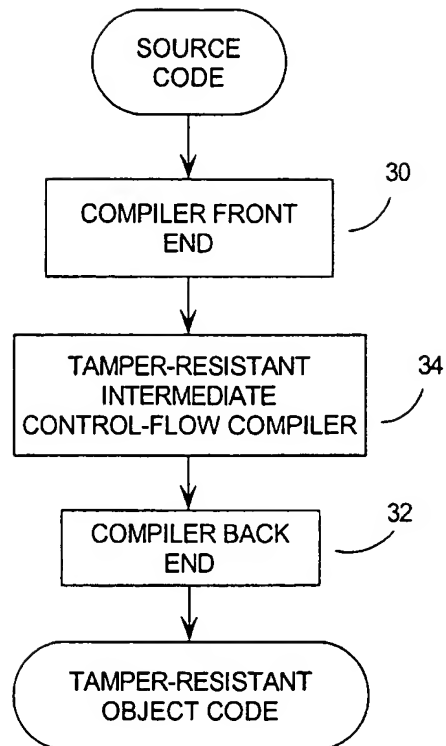 SOURCE
CODE
30
COMPILER FRONT
END
34
TAMPER-RESISTANT
INTERMEDIATE
CONTROL-FLOW COMPILER
32
COMPILER BACK
END
TAMPER-RESISTANT
OBJECT CODE